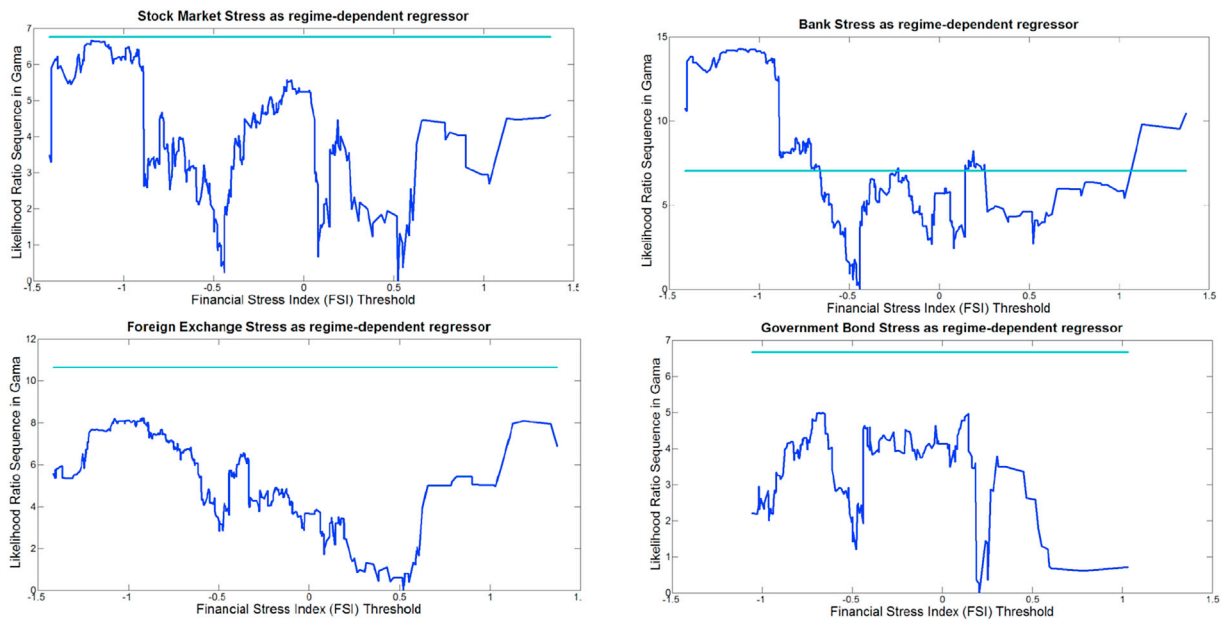 Stock Market Stress as regime-dependent regressor
Likelihood Ratio Sequence in Gama
7
6
5
4
3
2
1
0
-1.5 -1 -0.5 0 0.5 1 1.5
Financial Stress Index (FSI) Threshold
Bank Stress as regime-dependent regressor
Likelihood Ratio Sequence in Gama
15
10
5
0
-1.5 -1 -0.5 0 0.5 1 1.5
Financial Stress Index (FSI) Threshold
Foreign Exchange Stress as regime-dependent regressor
Likelihood Ratio Sequence in Gama
12
10
8
6
4
2
0
-1.5 -1 -0.5 0 0.5 1 1.
Financial Stress Index (FSI) Threshold
Government Bond Stress as regime-dependent regressor
Likelihood Ratio Sequence in Gama
7
6
5
4
3
2
1
0
-1.5 -1 -0.5 0 0.5 1 1.5
Financial Stress Index (FSI) Threshold